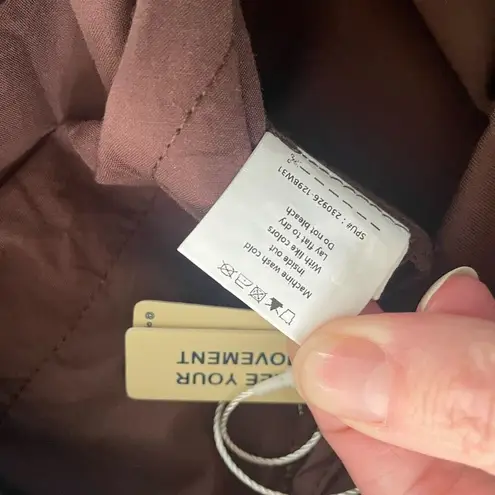 SPU# : 230926-1298W31
Machine wash cold
inside out
With like colors
Lay flat to dry
Do not bleach
EE YOUR
MOVEMENT